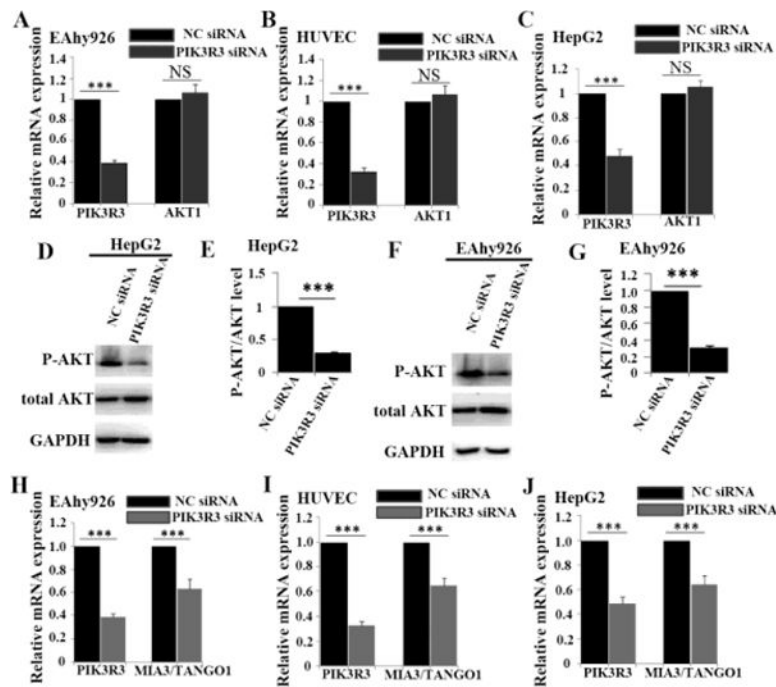 A EAhy926
NC siRNA
PIK3R3 siRNA
Relative mRNA expression
1.4
1.2
1
0.8
0.6
0.4
0.2
0
***
NS
PIK3R3 AKT1
B HUVEC
NC siRNA
PIK3R3 siRNA
Relative mRNA expression
1.4
1.2
1
0.8
0.6
0.4
0.2
0
***
NS
PIK3R3 AKT1
C HepG2
NC siRNA
PIK3R3 siRNA
Relative mRNA expression
1.4
1.2
1
0.8
0.6
0.4
0.2
0
***
NS
PIK3R3 AKT1
D HepG2
NC siRNA
PIK3R3 siRNA
P-AKT
total AKT
GAPDH
E HepG2
P-AKT/AKT level
1.5
1
0.5
0
***
NC siRNA
PIK3R3 siRNA
F EAhy926
NC siRNA
PIK3R3 siRNA
P-AKT
total AKT
GAPDH
G EAhy926
P-AKT/AKT level
1.2
1
0.8
0.6
0.4
0.2
0
***
NC siRNA
PIK3R3 siRNA
H EAhy926
NC siRNA
PIK3R3 siRNA
Relative mRNA expression
1.2
1.0
0.8
0.6
0.4
0.2
0
***
***
PIK3R3 MIA3/TANGO1
I HUVEC
NC siRNA
PIK3R3 siRNA
Relative mRNA expression
1.2
1
0.8
0.6
0.4
0.2
0
***
***
PIK3R3 MIA3/TANGO1
J HepG2
NC siRNA
PIK3R3 siRNA
Relative mRNA expression
1.2
1
0.8
0.6
0.4
0.2
0
***
***
PIK3R3 MIA3/TANGO1